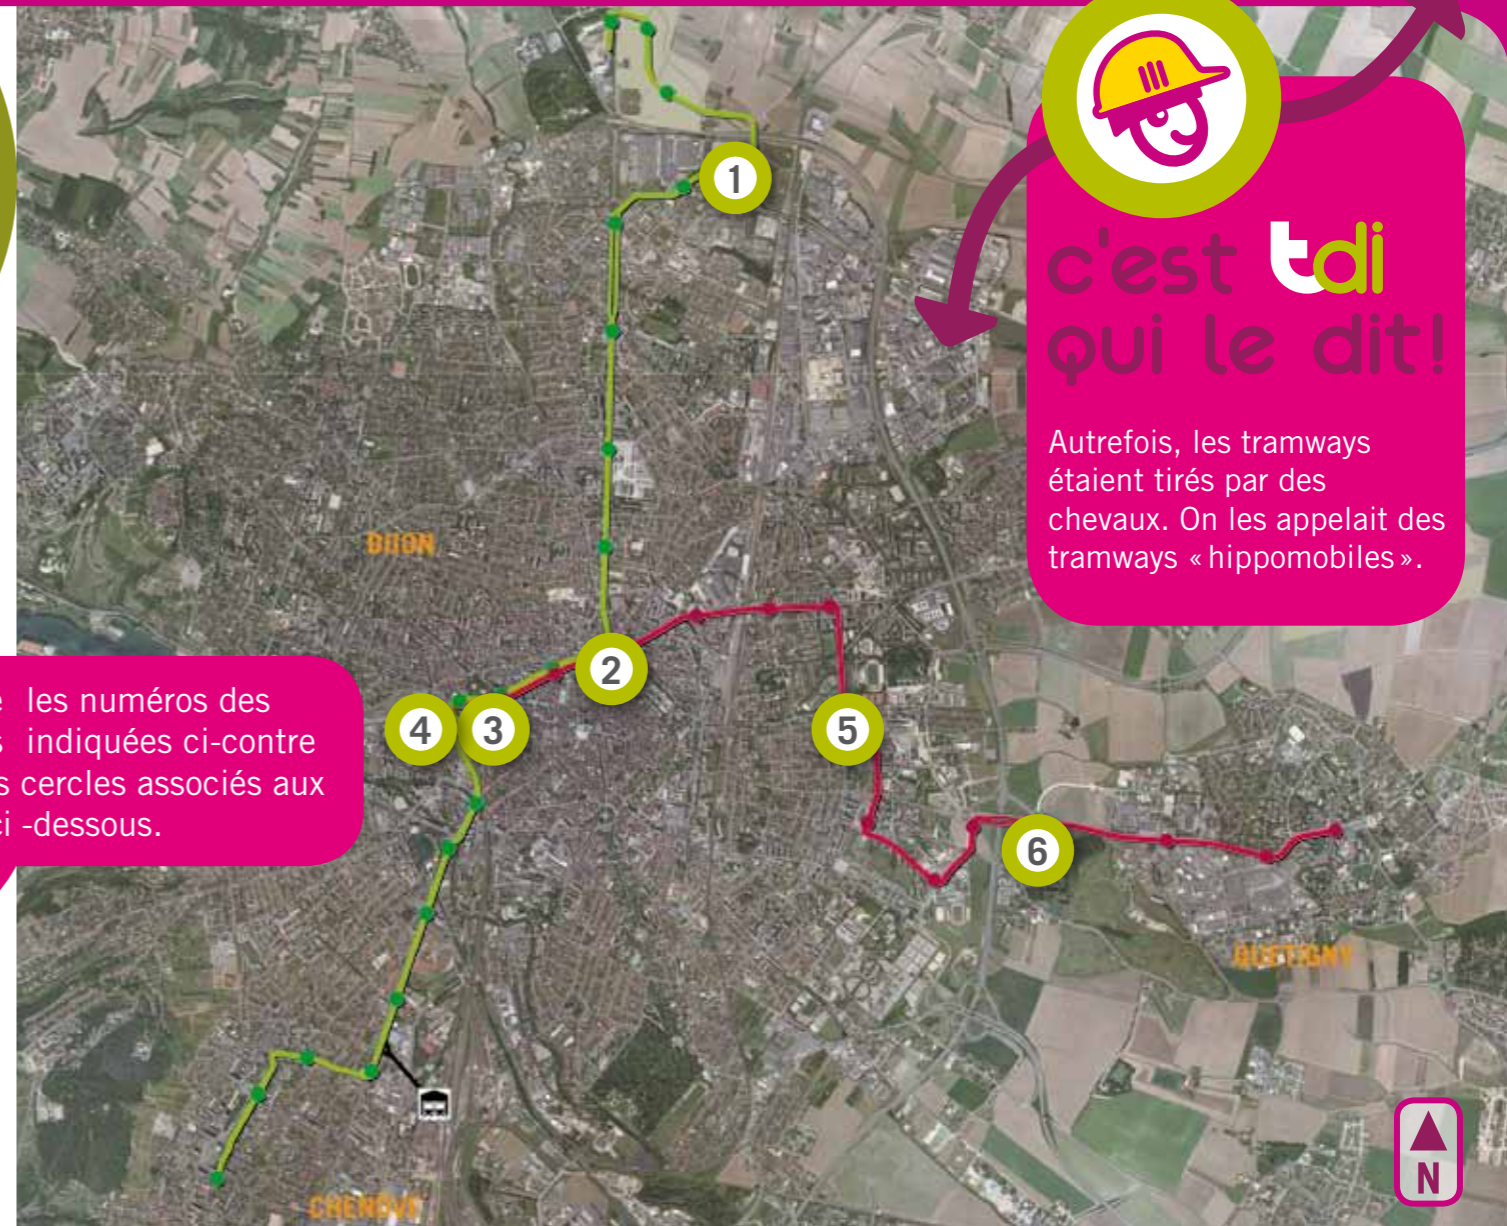 1
c'est tdi
qui le dit!
Autrefois, les tramways
étaient tirés par des
chevaux. On les appelait des
tramways « hippomobiles ».
DIJON
2
les numéros des
indiquées ci-contre
cercles associés aux
-dessous.
4 3
5
6
QUETIGNY
CHENOVE
N